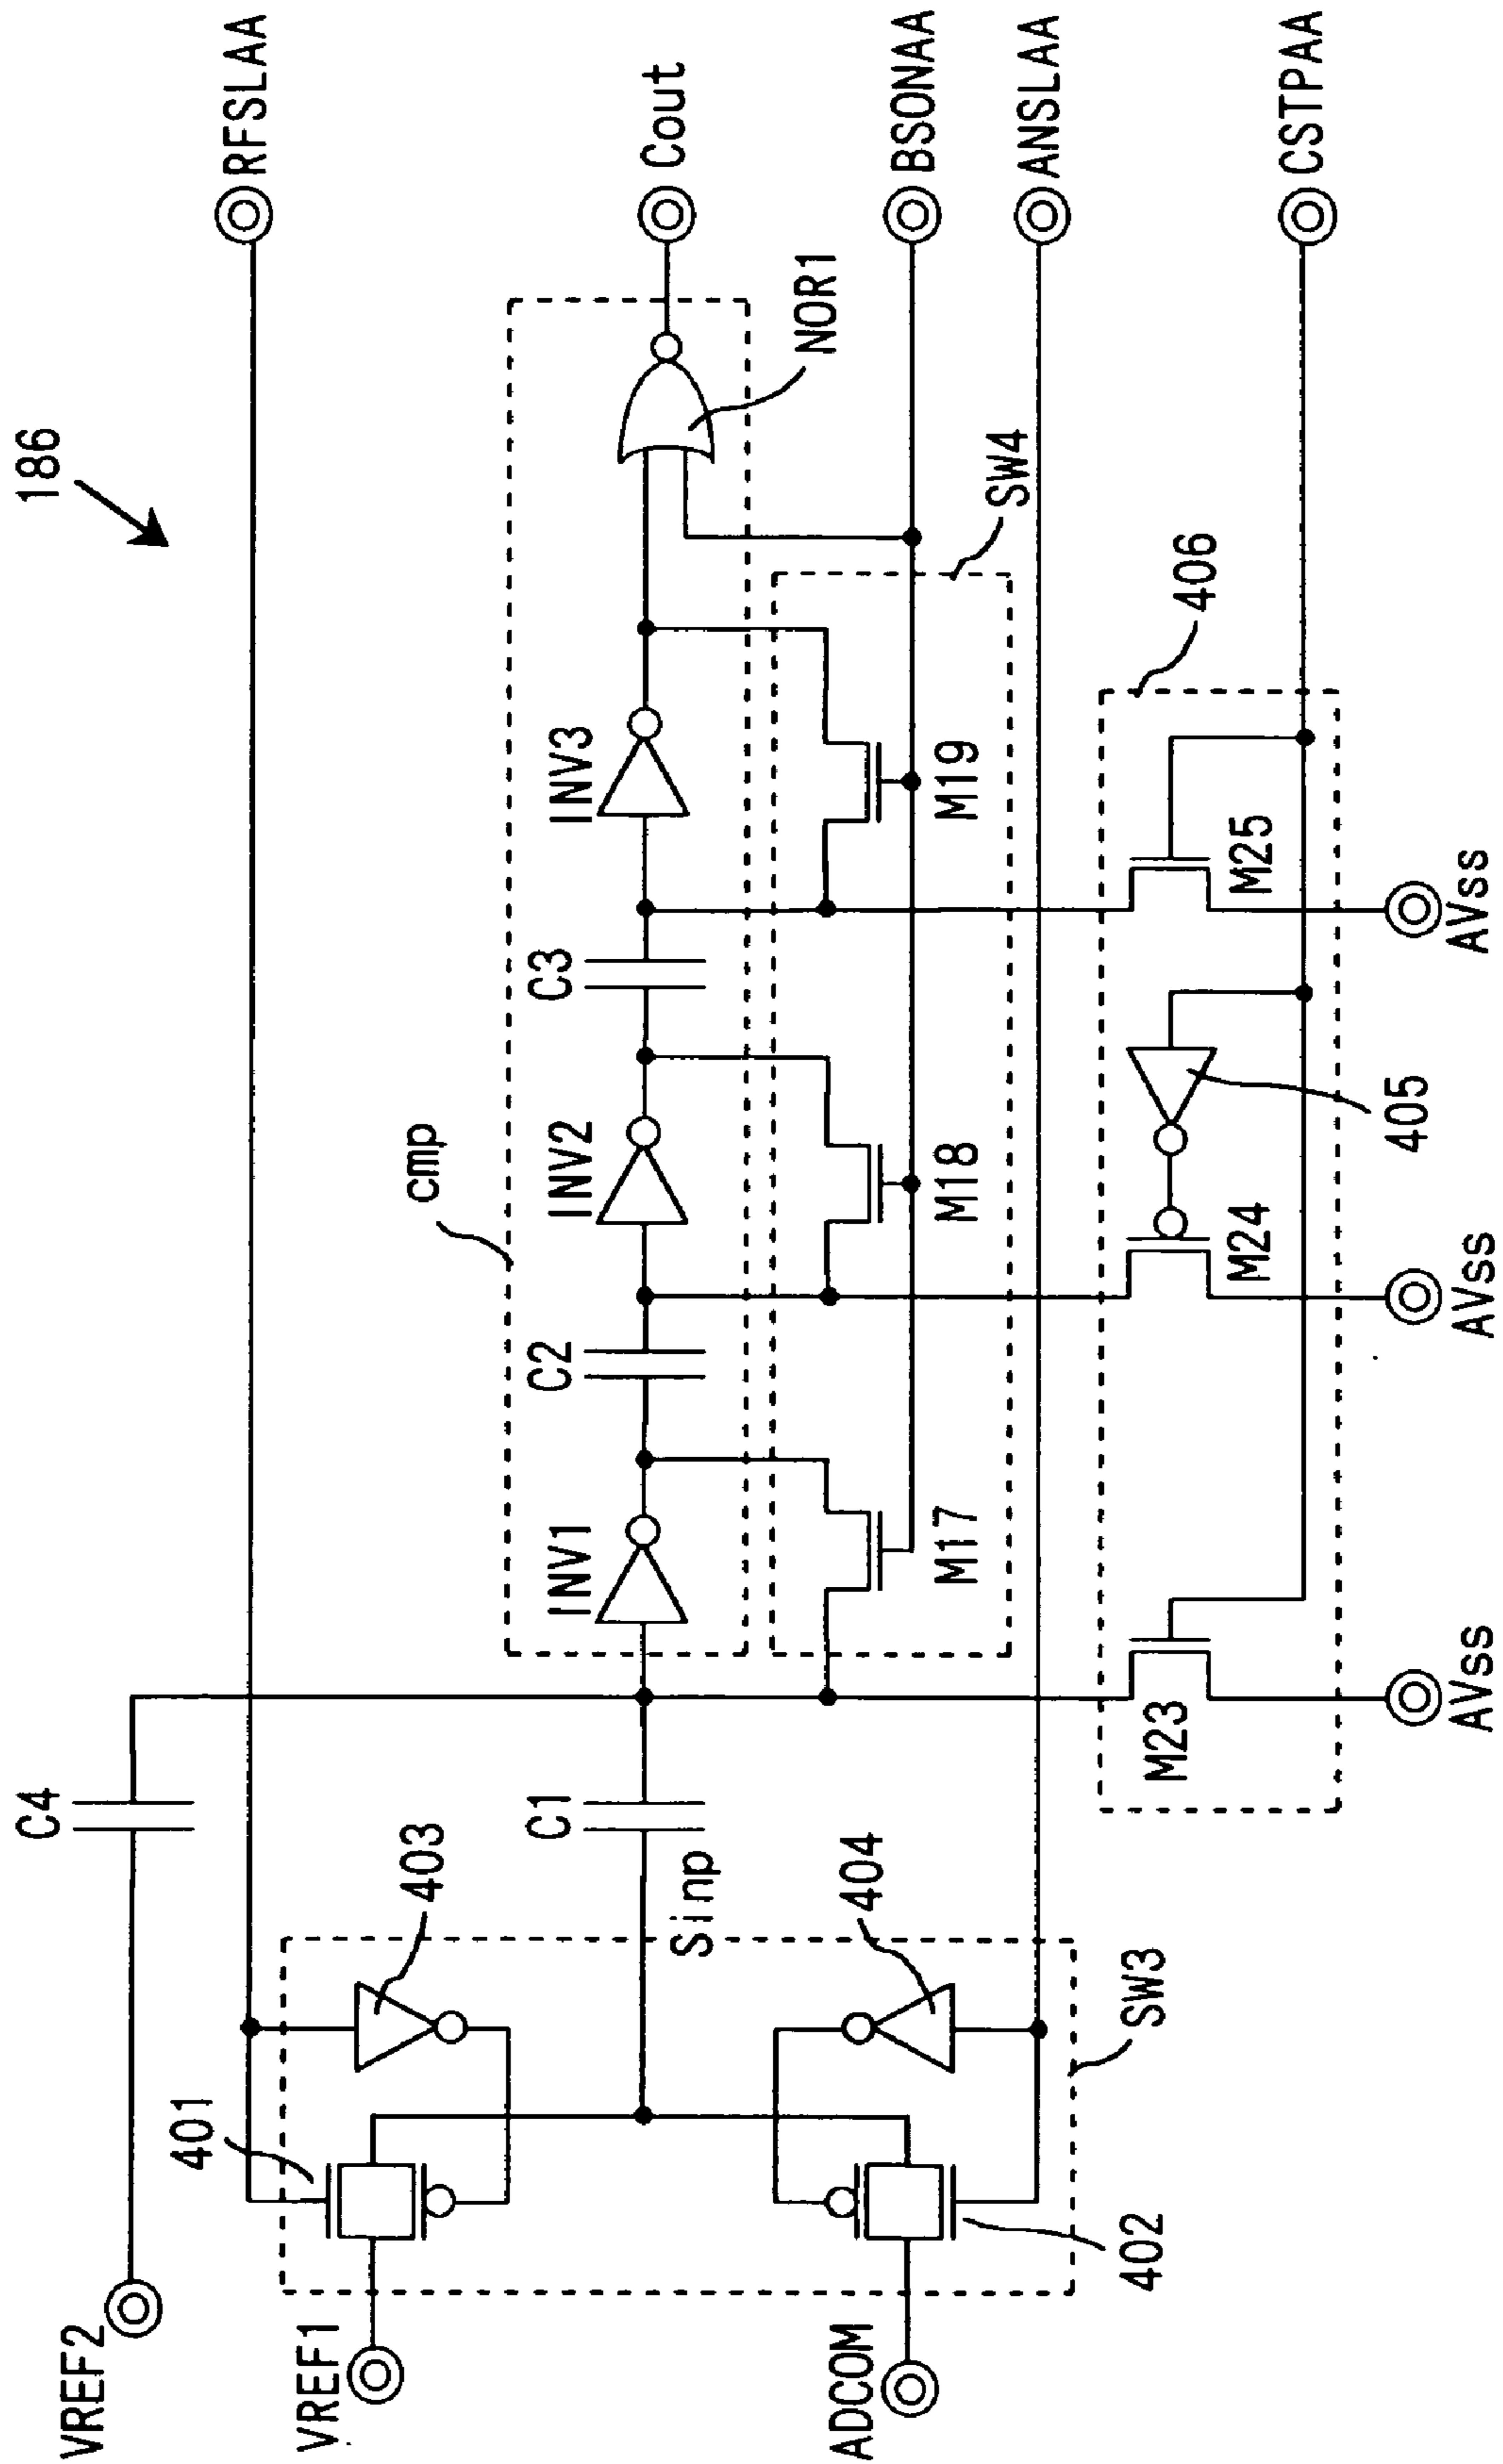 186
VREF2
C4
RFSLAA
VREF1
401
403
C1
Sinp
cmp
INV1
C2
INV2
C3
INV3
NOR1
Cout
M17
M18
M19
SW4
BSONAA
ADCOM
402
404
SW3
ANSLAA
406
M23
M24
405
M25
CSTPAA
AVss
AVss
AVss